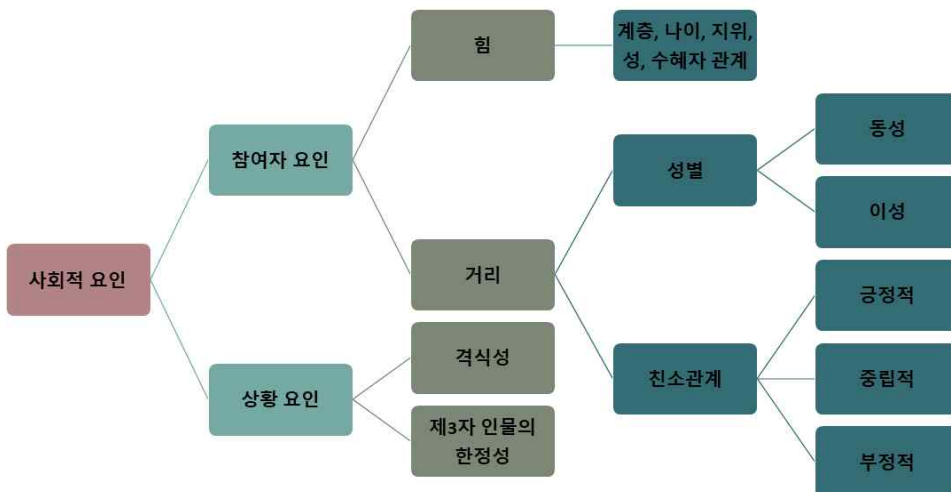 사회적 요인
참여자 요인
힘
계층, 나이, 지위,
성, 수혜자 관계
거리
성별
동성
이성
친소관계
긍정적
중립적
부정적
상황 요인
격식성
제3자 인물의
한정성